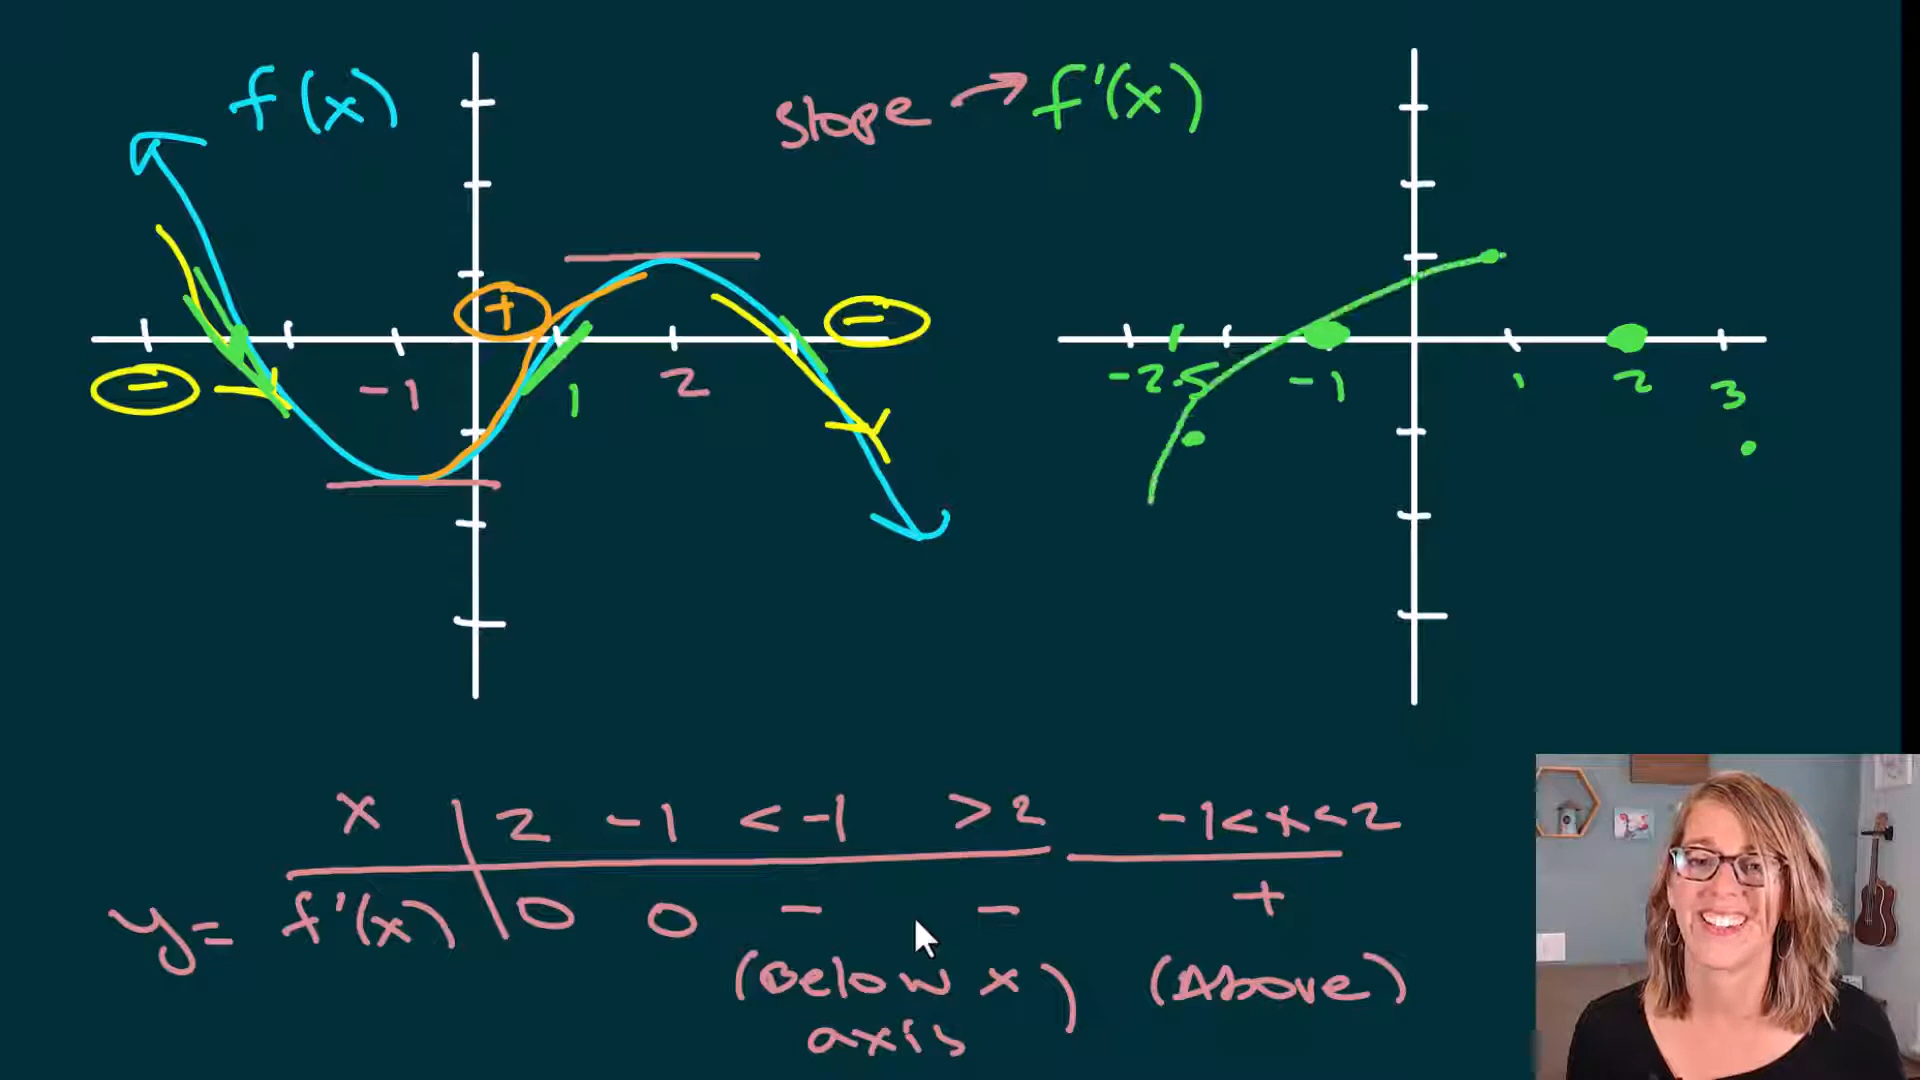 f(x)
slope → f'(x)
+
−
−
-1 1 2
-2.5 -1 1 2 3
x | 2 -1 < -1 > 2 -1<x<2
y = f'(x) | 0 0 − − +
(Below x axis) (Above)